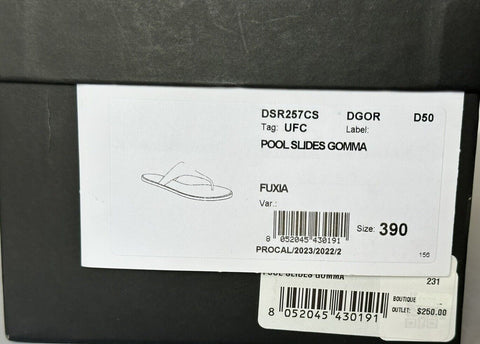 DSR257CS DGOR D50
Tag: UFC Label:
POOL SLIDES GOMMA
FUXIA
Var.:
Size: 390
8 052045 430191
PROCAL/2023/2022/2
156
POOL SLIDES GOMMA
231
BOUTIQUE
OUTLET: $250.00
8 052045 430191